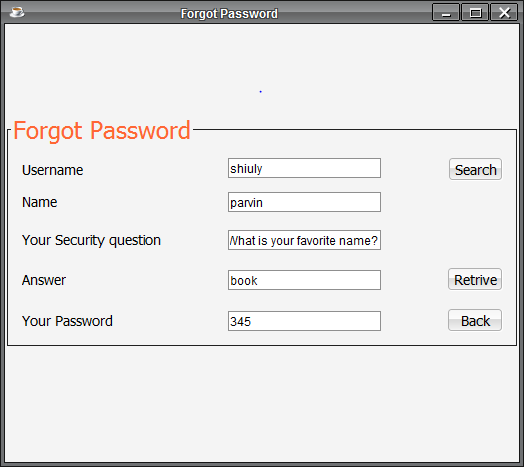 Forgot Password
Forgot Password
Username shiuly Search
Name parvin
Your Security question What is your favorite name?
Answer book Retrive
Your Password 345 Back